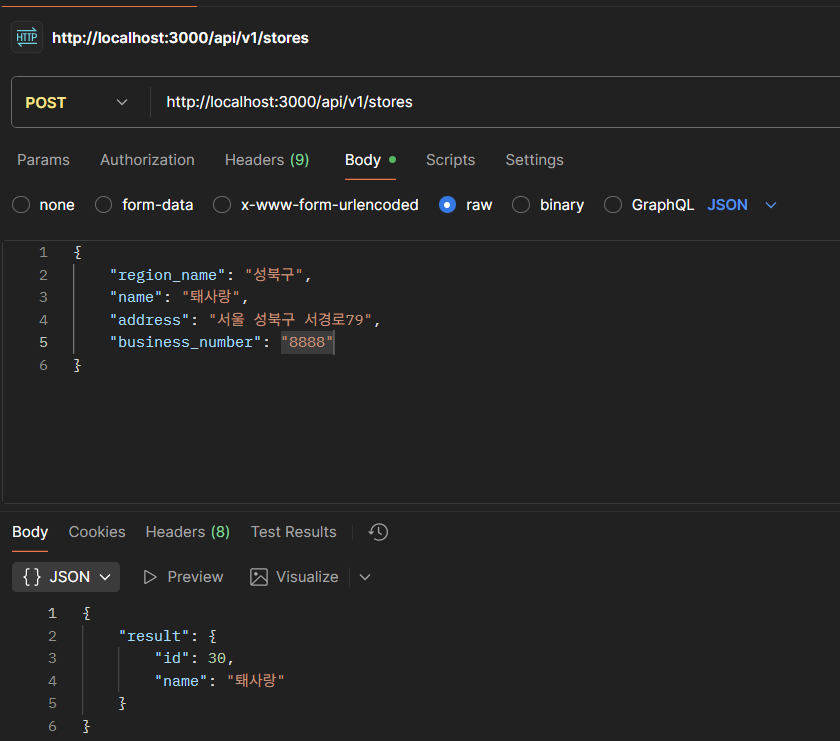 HTTP http://localhost:3000/api/v1/stores
POST http://localhost:3000/api/v1/stores
Params Authorization Headers (9) Body Scripts Settings
none form-data x-www-form-urlencoded raw binary GraphQL JSON
1 {
2 "region_name": "성북구",
3 "name": "퇘사랑",
4 "address": "서울 성북구 서경로79",
5 "business_number": "8888"
6 }
Body Cookies Headers (8) Test Results
{} JSON Preview Visualize
1 {
2 "result": {
3 "id": 30,
4 "name": "퇘사랑"
5 }
6 }